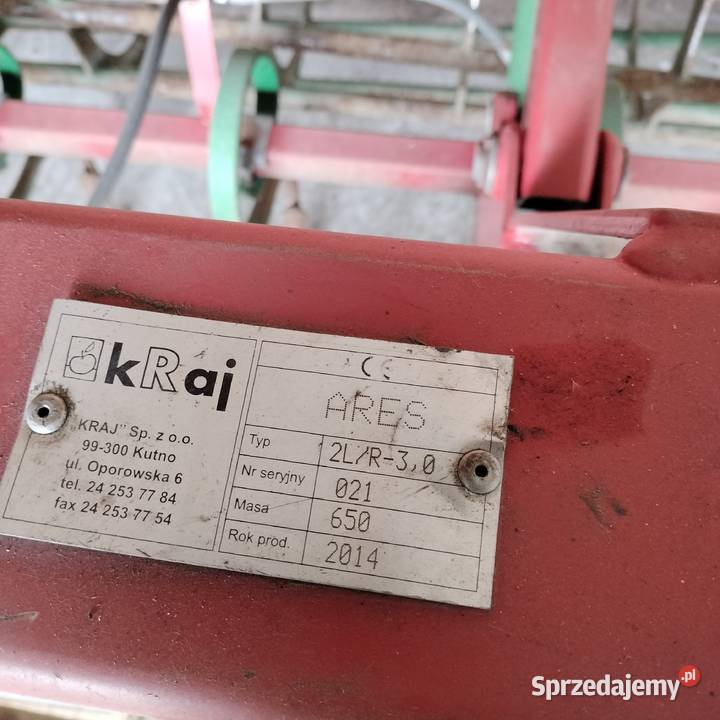 kRaj
"KRAJ" Sp. z o.o.
99-300 Kutno
ul. Oporowska 6
tel. 24 253 77 84
fax 24 253 77 54
CE
ARES
Typ 2L/R-3,0
Nr seryjny 021
Masa 650
Rok prod. 2014
Sprzedajemy.pl